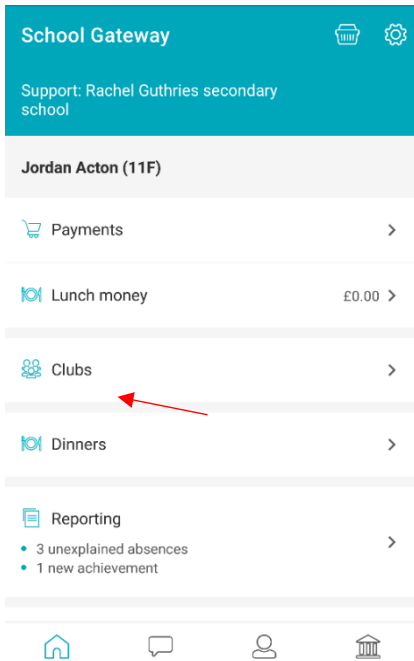 School Gateway
Support: Rachel Guthries secondary
school
Jordan Acton (11F)
Payments
Lunch money £0.00
Clubs
Dinners
Reporting
• 3 unexplained absences
• 1 new achievement